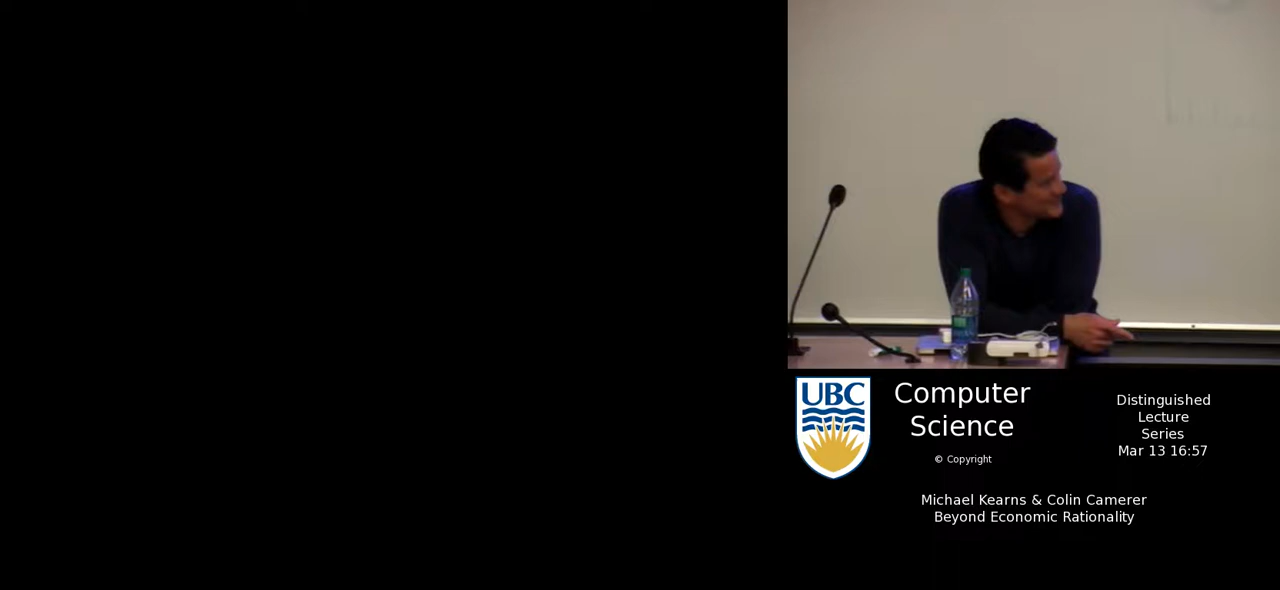 UBC
Computer
Science
© Copyright
Distinguished
Lecture
Series
Mar 13 16:57
Michael Kearns & Colin Camerer
Beyond Economic Rationality